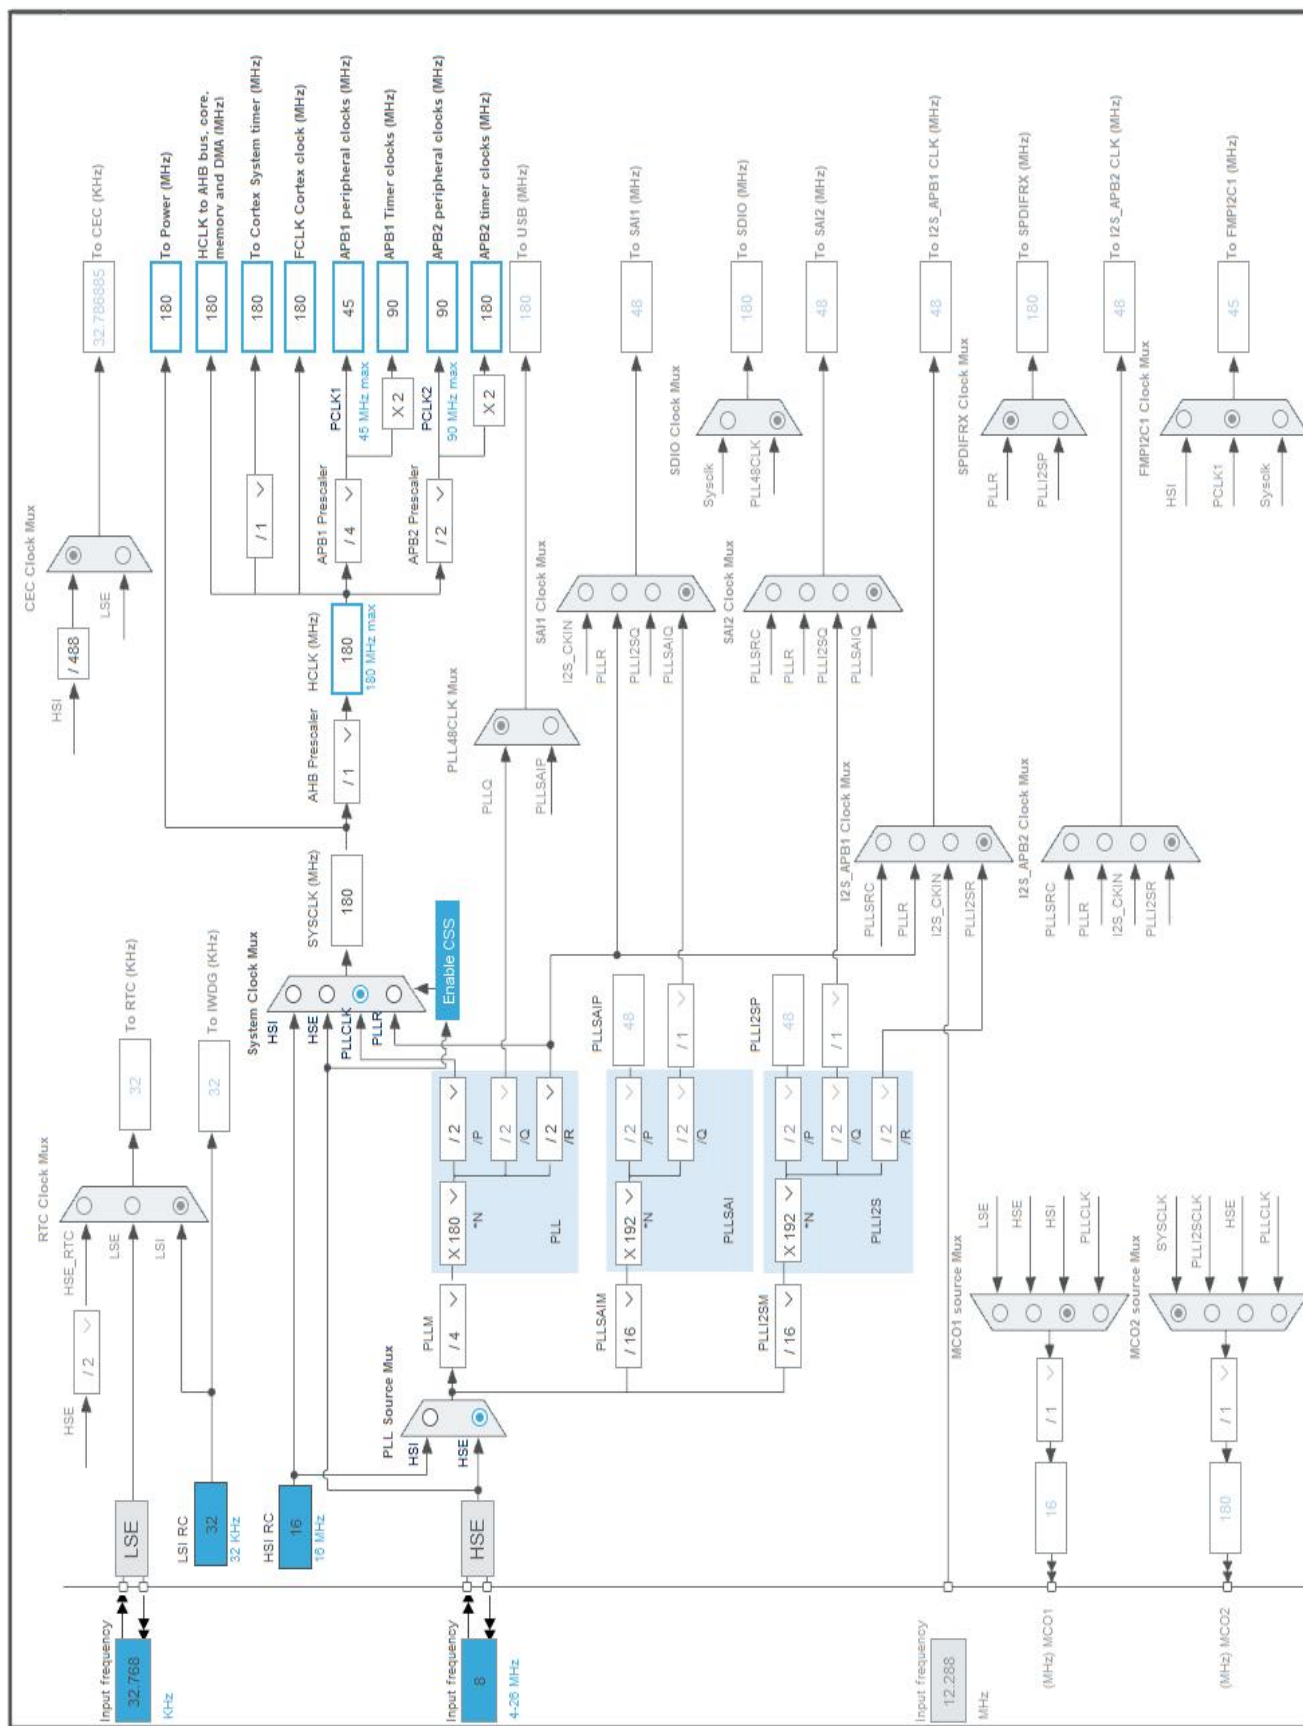 Input frequency
32.768
KHz
LSE
HSE
/ 2
HSE_RTC
LSE
LSI
RTC Clock Mux
32
To RTC (KHz)
LSI RC
32
32 KHz
32
To IWDG (KHz)
HSI
/ 488
LSE
CEC Clock Mux
32.786885
To CEC (KHz)
HSI RC
16
16 MHz
Input frequency
8
4-26 MHz
HSE
PLL Source Mux
HSI
HSE
PLLM
/ 4
X 180
*N
/ 2
/P
/ 2
/Q
/ 2
/R
PLL
System Clock Mux
HSI
HSE
PLLCLK
PLLR
Enable CSS
SYSCLK (MHz)
180
AHB Prescaler
/ 1
HCLK (MHz)
180
180 MHz max
180
To Power (MHz)
180
HCLK to AHB bus, core,
memory and DMA (MHz)
/ 1
180
To Cortex System timer (MHz)
180
FCLK Cortex clock (MHz)
APB1 Prescaler
/ 4
PCLK1
45 MHz max
45
APB1 peripheral clocks (MHz)
X 2
90
APB1 Timer clocks (MHz)
APB2 Prescaler
/ 2
PCLK2
90 MHz max
90
APB2 peripheral clocks (MHz)
X 2
180
APB2 timer clocks (MHz)
PLL48CLK Mux
PLLQ
PLLSAIP
180
To USB (MHz)
PLLSAIM
/ 16
X 192
*N
/ 2
/P
/ 2
/Q
PLLSAI
PLLSAIP
48
/ 1
SAI1 Clock Mux
I2S_CKIN
PLLR
PLLI2SQ
PLLSAIQ
48
To SAI1 (MHz)
SDIO Clock Mux
Sysclk
PLL48CLK
180
To SDIO (MHz)
PLLI2SM
/ 16
X 192
*N
/ 2
/P
/ 2
/Q
/ 2
/R
PLLI2S
PLLI2SP
48
/ 1
SAI2 Clock Mux
PLLSRC
PLLR
PLLI2SQ
PLLSAIQ
48
To SAI2 (MHz)
Input frequency
12.288
MHz
I2S_APB1 Clock Mux
PLLSRC
PLLR
I2S_CKIN
PLLI2SR
48
To I2S_APB1 CLK (MHz)
SPDIFRX Clock Mux
PLLR
PLLI2SP
180
To SPDIFRX (MHz)
I2S_APB2 Clock Mux
PLLSRC
PLLR
I2S_CKIN
PLLI2SR
48
To I2S_APB2 CLK (MHz)
FMPI2C1 Clock Mux
HSI
PCLK1
Sysclk
45
To FMPI2C1 (MHz)
MCO1 source Mux
LSE
HSE
HSI
PLLCLK
/ 1
16
(MHz) MCO1
MCO2 source Mux
SYSCLK
PLLI2SCLK
HSE
PLLCLK
/ 1
180
(MHz) MCO2